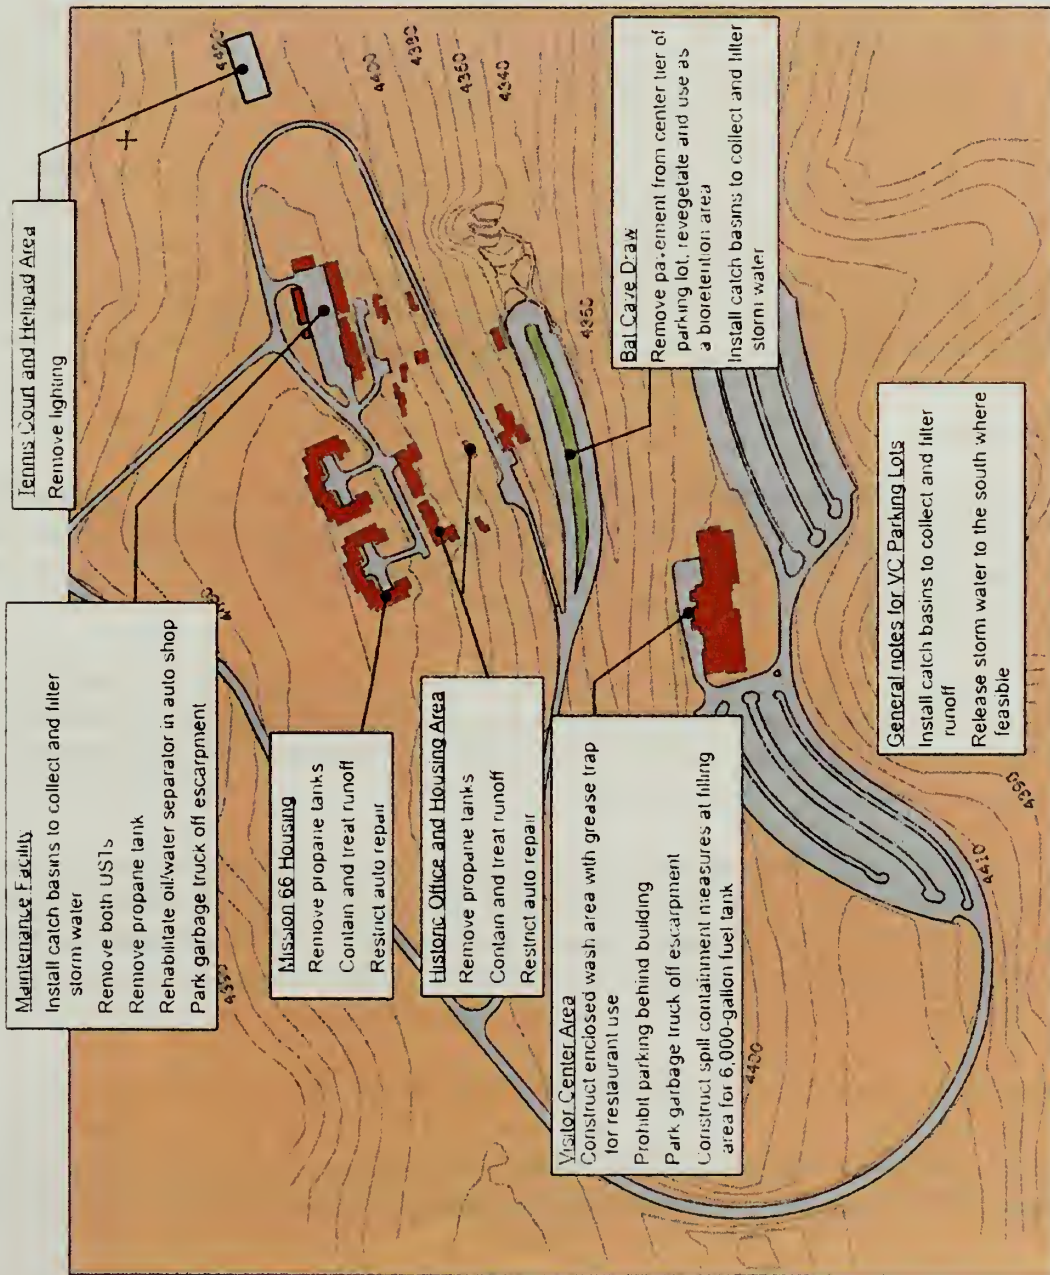 Tennis Court and Helipad Area
Remove lighting
4400
4380
4360
4340
Maintenance Facility
Install catch basins to collect and filter
storm water
Remove both USTs
Remove propane tank
Rehabilitate oil/water separator in auto shop
Park garbage truck off escarpment
Mission 66 Housing
Remove propane tanks
Contain and treat runoff
Restrict auto repair
Historic Office and Housing Area
Remove propane tanks
Contain and treat runoff
Restrict auto repair
Visitor Center Area
Construct enclosed wash area with grease trap
for restaurant use
Prohibit parking behind building
Park garbage truck off escarpment
Construct spill containment measures at filling
area for 6,000-gallon fuel tank
Bat Cave Draw
Remove pavement from center tier of
parking lot, revegetate and use as
a bioretention area
Install catch basins to collect and filter
storm water
4360
General notes for VC Parking Lots
Install catch basins to collect and filter
runoff
Release storm water to the south where
feasible
4390
4410